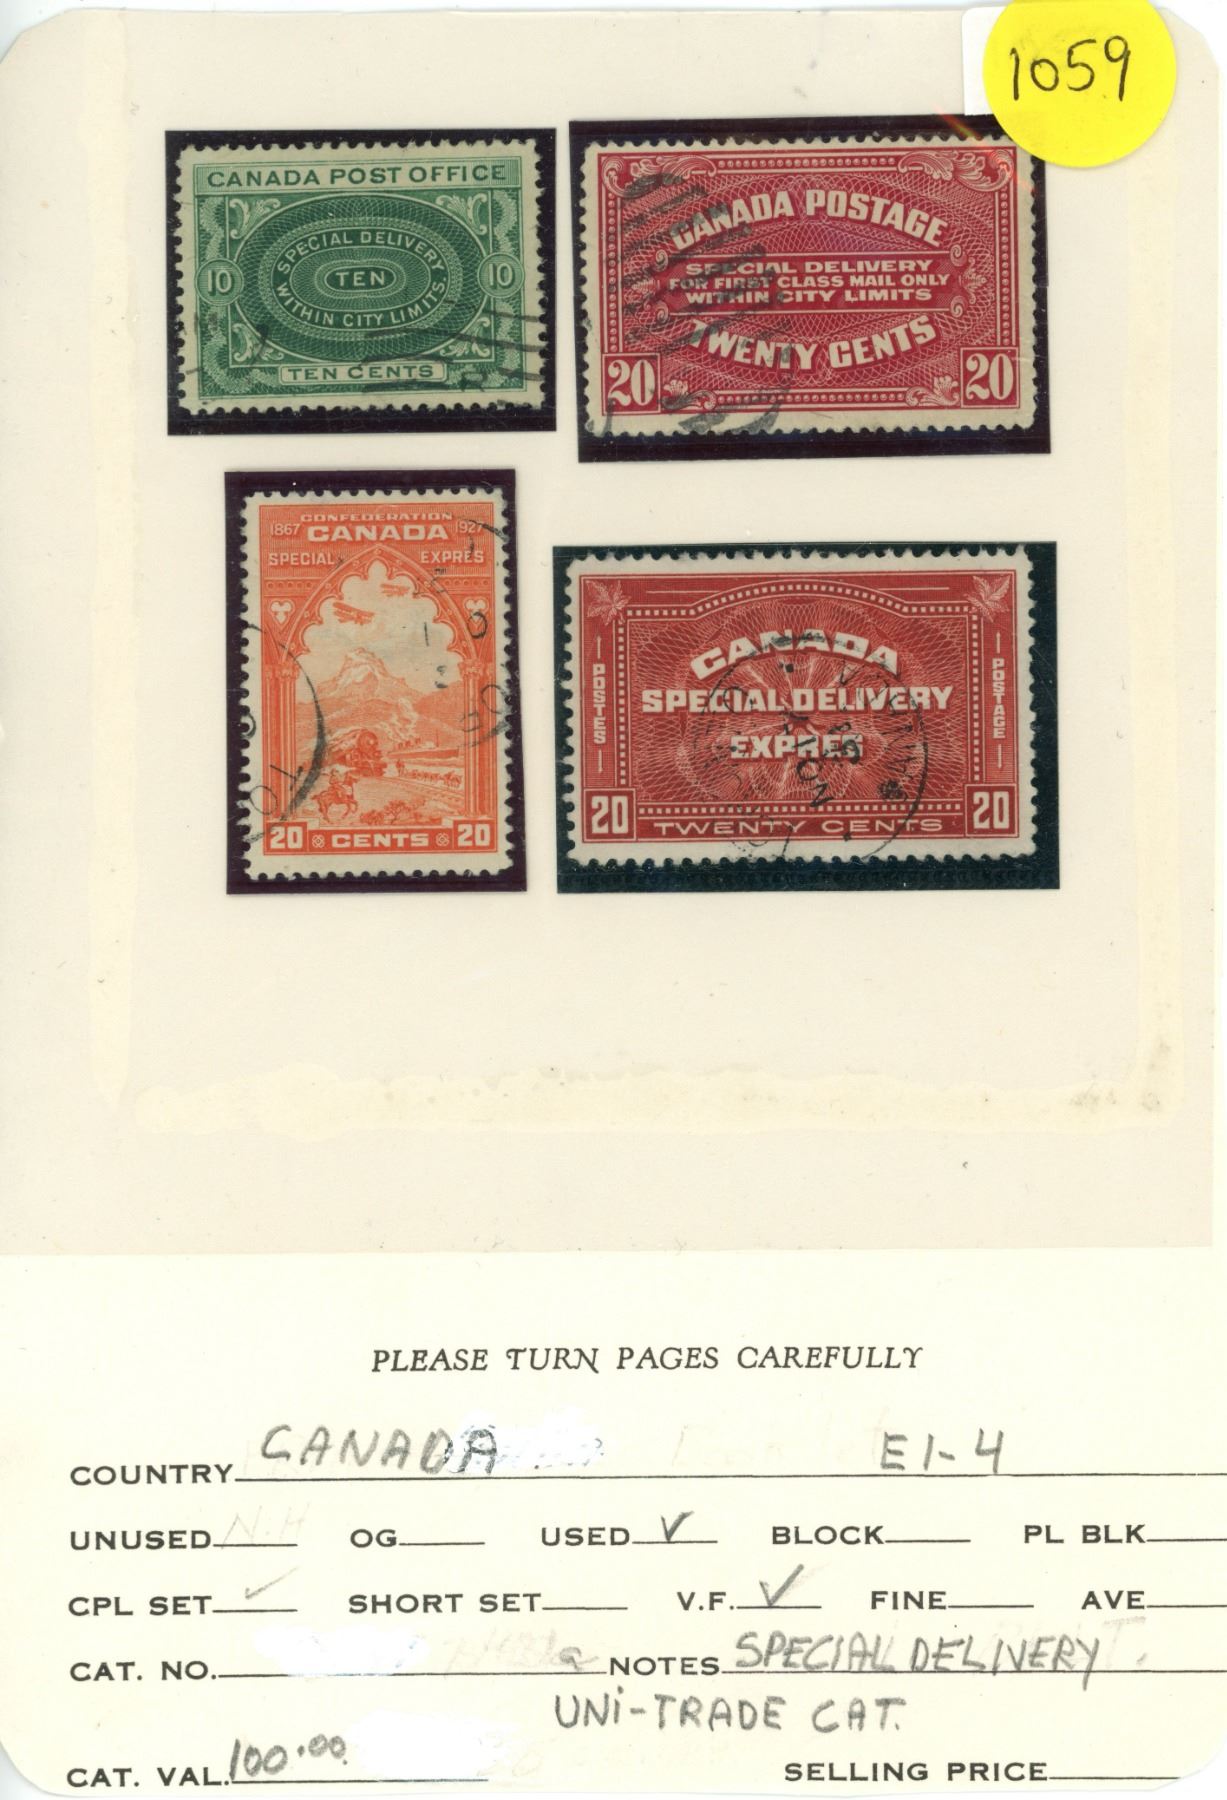 1059
CANADA POST OFFICE
SPECIAL DELIVERY
10 TEN 10
WITHIN CITY LIMITS.
TEN CENTS
CANADA POSTAGE
SPECIAL DELIVERY
FOR FIRST CLASS MAIL ONLY
WITHIN CITY LIMITS
TWENTY CENTS
20 20
CONFEDERATION
1867 CANADA 1927
SPECIAL EXPRES
20 CENTS 20
CANADA
SPECIAL DELIVERY
EXPRES
POSTES
POSTAGE
20 TWENTY CENTS 20
PLEASE TURN PAGES CAREFULLY
COUNTRY CANADA E1-4
UNUSED N.H OG USED ✓ BLOCK PL BLK
CPL SET ✓ SHORT SET V.F. ✓ FINE AVE
CAT. NO. NOTES SPECIAL DELIVERY
UNI-TRADE CAT.
CAT. VAL. 100.00 SELLING PRICE